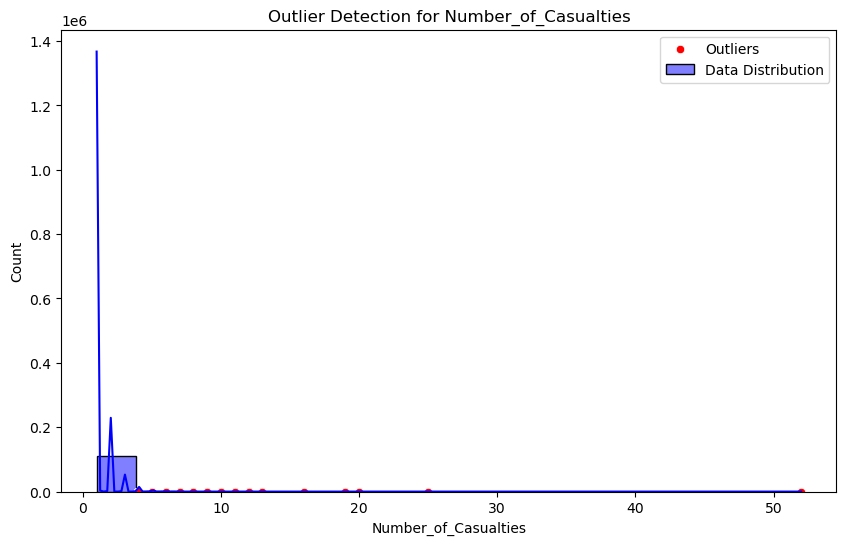 Outlier Detection for Number_of_Casualties
1e6
Outliers
Data Distribution
1.4
1.2
1.0
0.8
0.6
0.4
0.2
0.0
Count
0 10 20 30 40 50
Number_of_Casualties